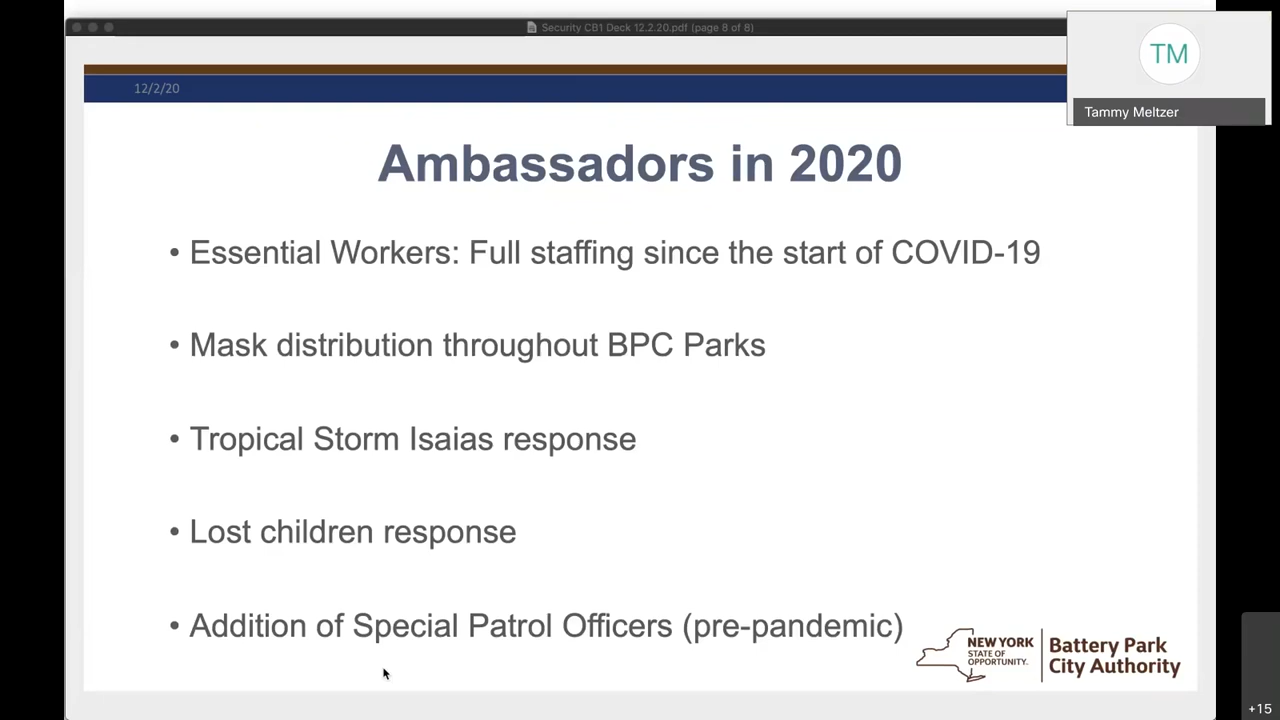 Security CB1 Deck 12.2.20.pdf (page 8 of 8)
TM
Tammy Meltzer
12/2/20
Ambassadors in 2020
• Essential Workers: Full staffing since the start of COVID-19
• Mask distribution throughout BPC Parks
• Tropical Storm Isaias response
• Lost children response
• Addition of Special Patrol Officers (pre-pandemic)
NEW YORK
STATE OF
OPPORTUNITY.
Battery Park
City Authority
+15